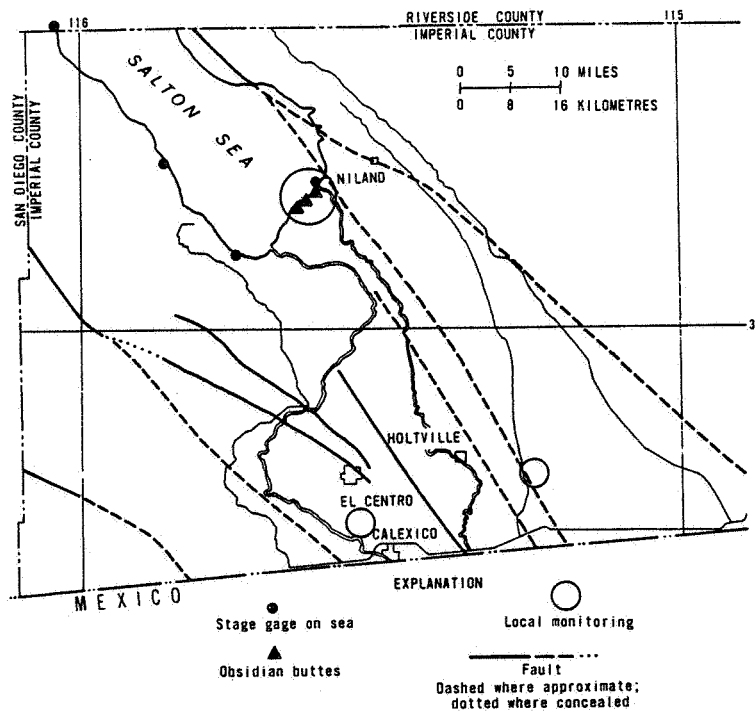 116
RIVERSIDE COUNTY
IMPERIAL COUNTY
115
SALTON SEA
0 5 10 MILES
0 8 16 KILOMETRES
SAN DIEGO COUNTY
IMPERIAL COUNTY
NILAND
3
HOLTVILLE
EL CENTRO
CALEXICO
MEXICO
EXPLANATION
Stage gage on sea
Local monitoring
Obsidian buttes
Fault
Dashed where approximate;
dotted where concealed